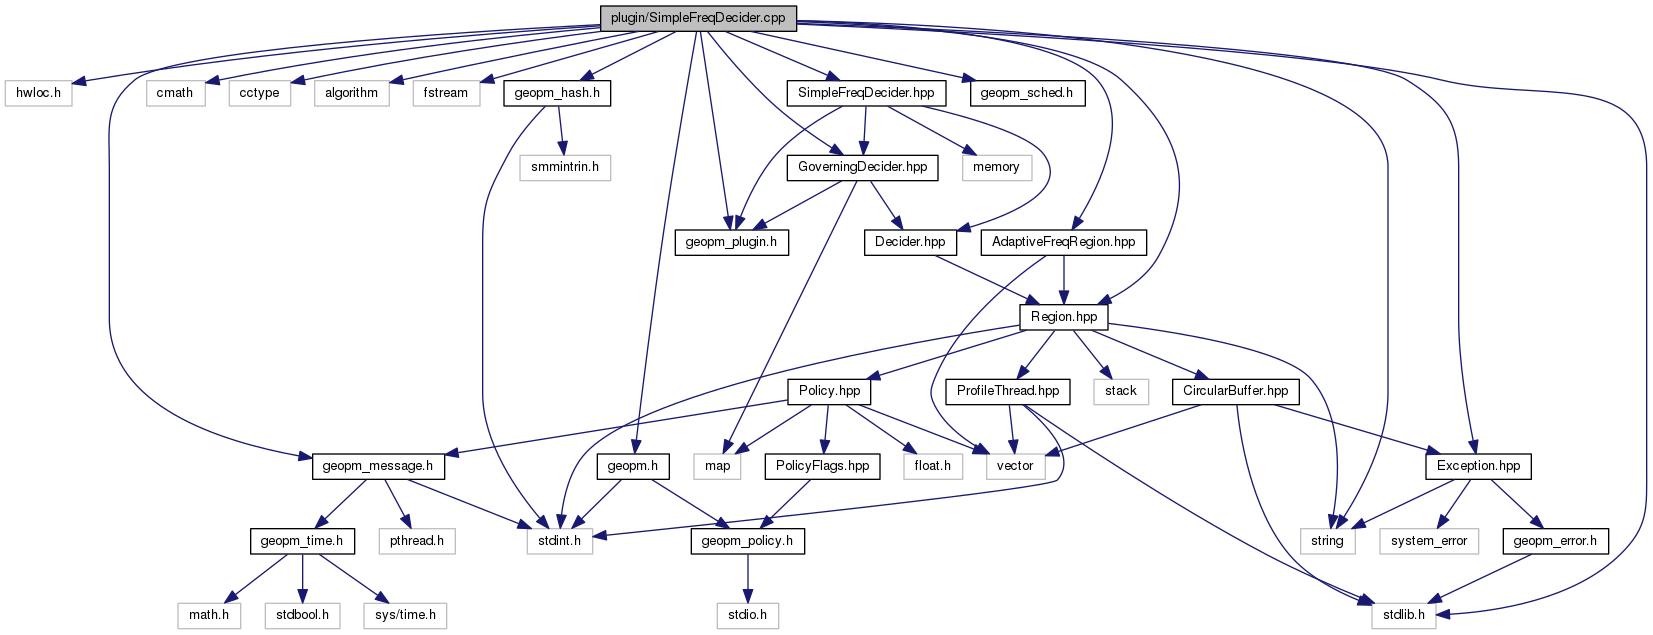 plugin/SimpleFreqDecider.cpp
hwloc.h
cmath
cctype
algorithm
fstream
geopm_hash.h
SimpleFreqDecider.hpp
geopm_sched.h
smmintrin.h
GoverningDecider.hpp
memory
geopm_plugin.h
Decider.hpp
AdaptiveFreqRegion.hpp
Region.hpp
Policy.hpp
ProfileThread.hpp
stack
CircularBuffer.hpp
geopm_message.h
geopm.h
map
PolicyFlags.hpp
float.h
vector
Exception.hpp
geopm_time.h
pthread.h
stdint.h
geopm_policy.h
string
system_error
geopm_error.h
math.h
stdbool.h
sys/time.h
stdio.h
stdlib.h